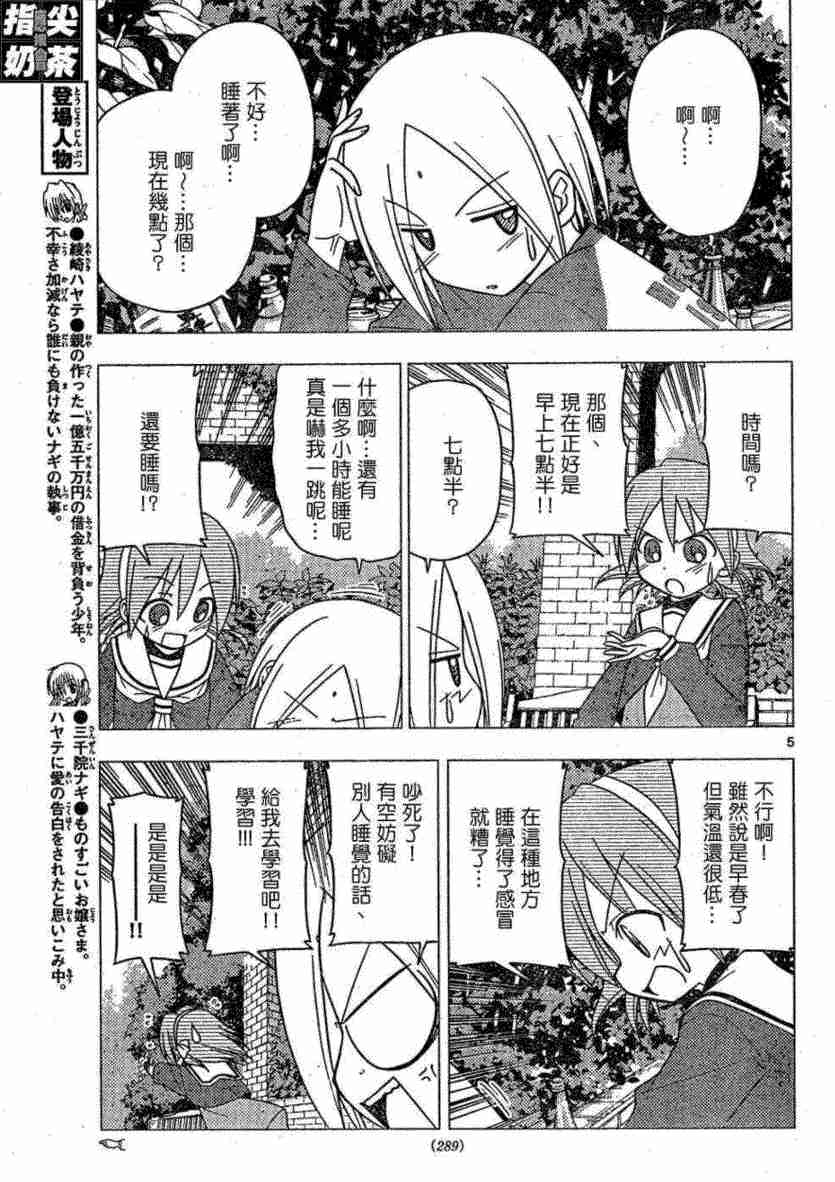 指尖
奶茶
登場人物
とうじょうじんぶつ
●綾崎ハヤテ●親の作った一億五千万円の借金を背負う少年。
不幸さ加減なら誰にも負けないナギの執事。
●三千院ナギ●ものすごいお嬢さま。
ハヤテに愛の告白をされたと思いこみ中。
啊…
啊～…
不好…
睡著了啊…
啊～…那個…
現在幾點了？
時間嗎？
那個、
現在正好是
早上七點半!!
七點半？
什麼啊…還有
一個多小時能睡呢
真是嚇我一跳呢…
還要睡嗎!?
5
不行啊！
雖然說是早春了
但氣溫還很低…
在這種地方
睡覺得了感冒
就糟了…
吵死了！
有空妨礙
別人睡覺的話、
給我去學習吧!!
學習!!!
是是是是
——!!
(289)